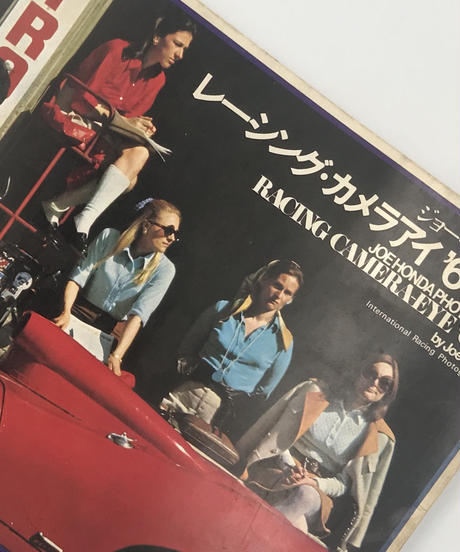 ジョー
レーシング・カメラアイ'6
RACING CAMERA-EYE
JOE HONDA PHOTO
by Joe
International Racing Photog